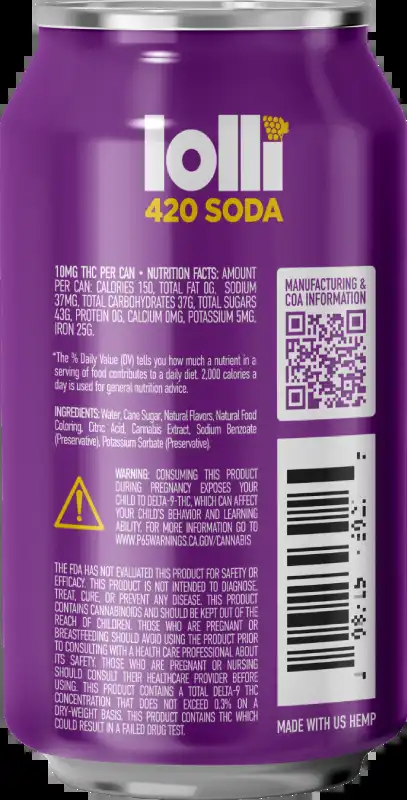 lolli
420 SODA
10MG THC PER CAN • NUTRITION FACTS: AMOUNT
PER CAN: CALORIES 150, TOTAL FAT 0G, SODIUM
37MG, TOTAL CARBOHYDRATES 37G, TOTAL SUGARS
43G, PROTEIN 0G, CALCIUM 0MG, POTASSIUM 5MG,
IRON 25G.
*The % Daily Value (DV) tells you how much a nutrient in a
serving of food contributes to a daily diet. 2,000 calories a
day is used for general nutrition advice.
INGREDIENTS: Water, Cane Sugar, Natural Flavors, Natural Food
Coloring, Citric Acid, Cannabis Extract, Sodium Benzoate
(Preservative), Potassium Sorbate (Preservative).
WARNING: CONSUMING THIS PRODUCT
DURING PREGNANCY EXPOSES YOUR
CHILD TO DELTA-9-THC, WHICH CAN AFFECT
YOUR CHILD'S BEHAVIOR AND LEARNING
ABILITY. FOR MORE INFORMATION GO TO
WWW.P65WARNINGS.CA.GOV/CANNABIS
THE FDA HAS NOT EVALUATED THIS PRODUCT FOR SAFETY OR
EFFICACY. THIS PRODUCT IS NOT INTENDED TO DIAGNOSE,
TREAT, CURE, OR PREVENT ANY DISEASE. THIS PRODUCT
CONTAINS CANNABINOIDS AND SHOULD BE KEPT OUT OF THE
REACH OF CHILDREN. THOSE WHO ARE PREGNANT OR
BREASTFEEDING SHOULD AVOID USING THE PRODUCT PRIOR
TO CONSULTING WITH A HEALTH CARE PROFESSIONAL ABOUT
ITS SAFETY. THOSE WHO ARE PREGNANT OR NURSING
SHOULD CONSULT THEIR HEALTHCARE PROVIDER BEFORE
USING. THIS PRODUCT CONTAINS A TOTAL DELTA-9 THC
CONCENTRATION THAT DOES NOT EXCEED 0.3% ON A
DRY-WEIGHT BASIS. THIS PRODUCT CONTAINS THC WHICH
COULD RESULT IN A FAILED DRUG TEST.
MANUFACTURING &
COA INFORMATION
MADE WITH US HEMP